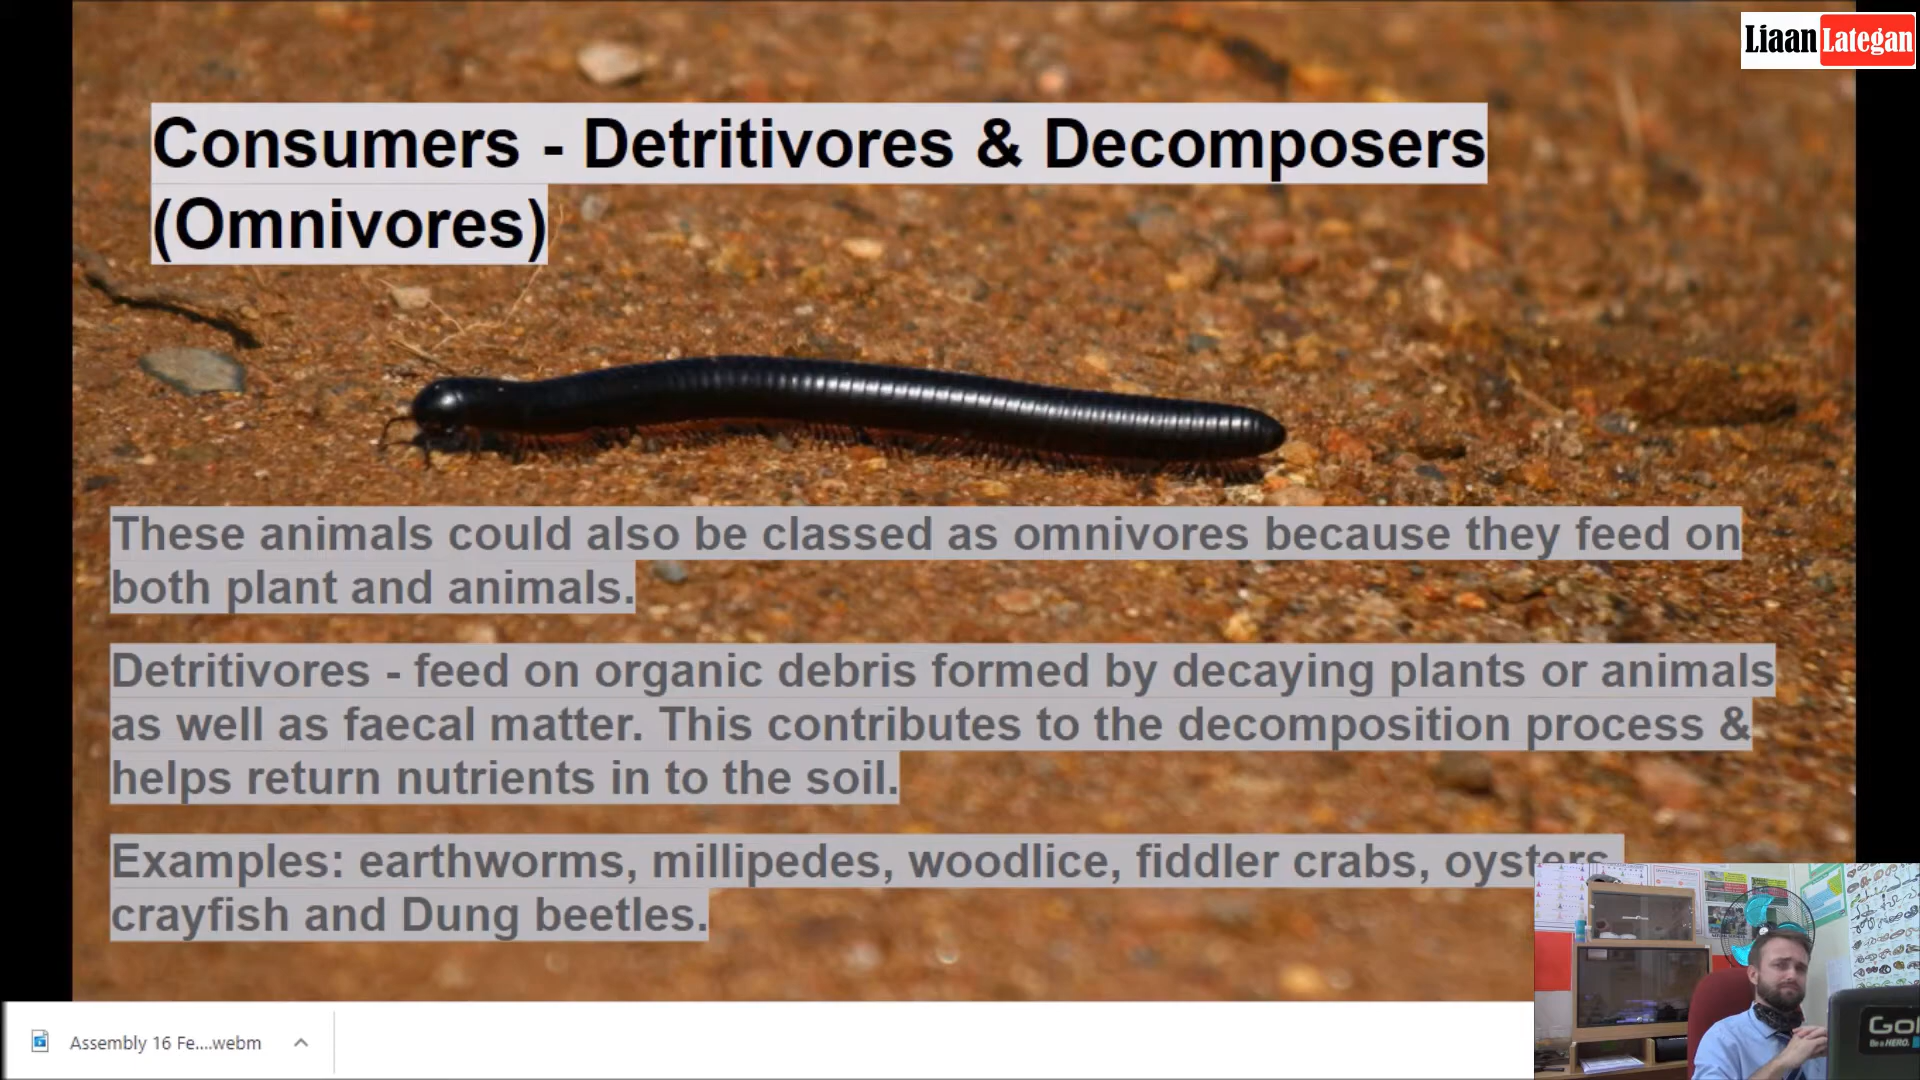 Liaan Lategan
Consumers - Detritivores & Decomposers
(Omnivores)
These animals could also be classed as omnivores because they feed on
both plant and animals.
Detritivores - feed on organic debris formed by decaying plants or animals
as well as faecal matter. This contributes to the decomposition process &
helps return nutrients in to the soil.
Examples: earthworms, millipedes, woodlice, fiddler crabs, oysters,
crayfish and Dung beetles.
Assembly 16 Fe....webm
Be a HERO.